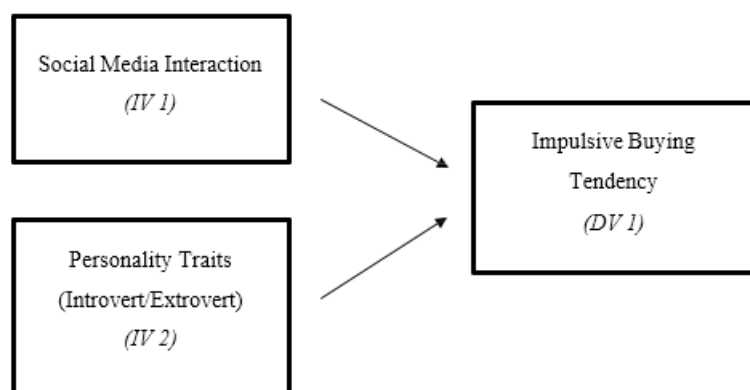 Social Media Interaction
(IV 1)
Personality Traits
(Introvert/Extrovert)
(IV 2)
Impulsive Buying
Tendency
(DV 1)